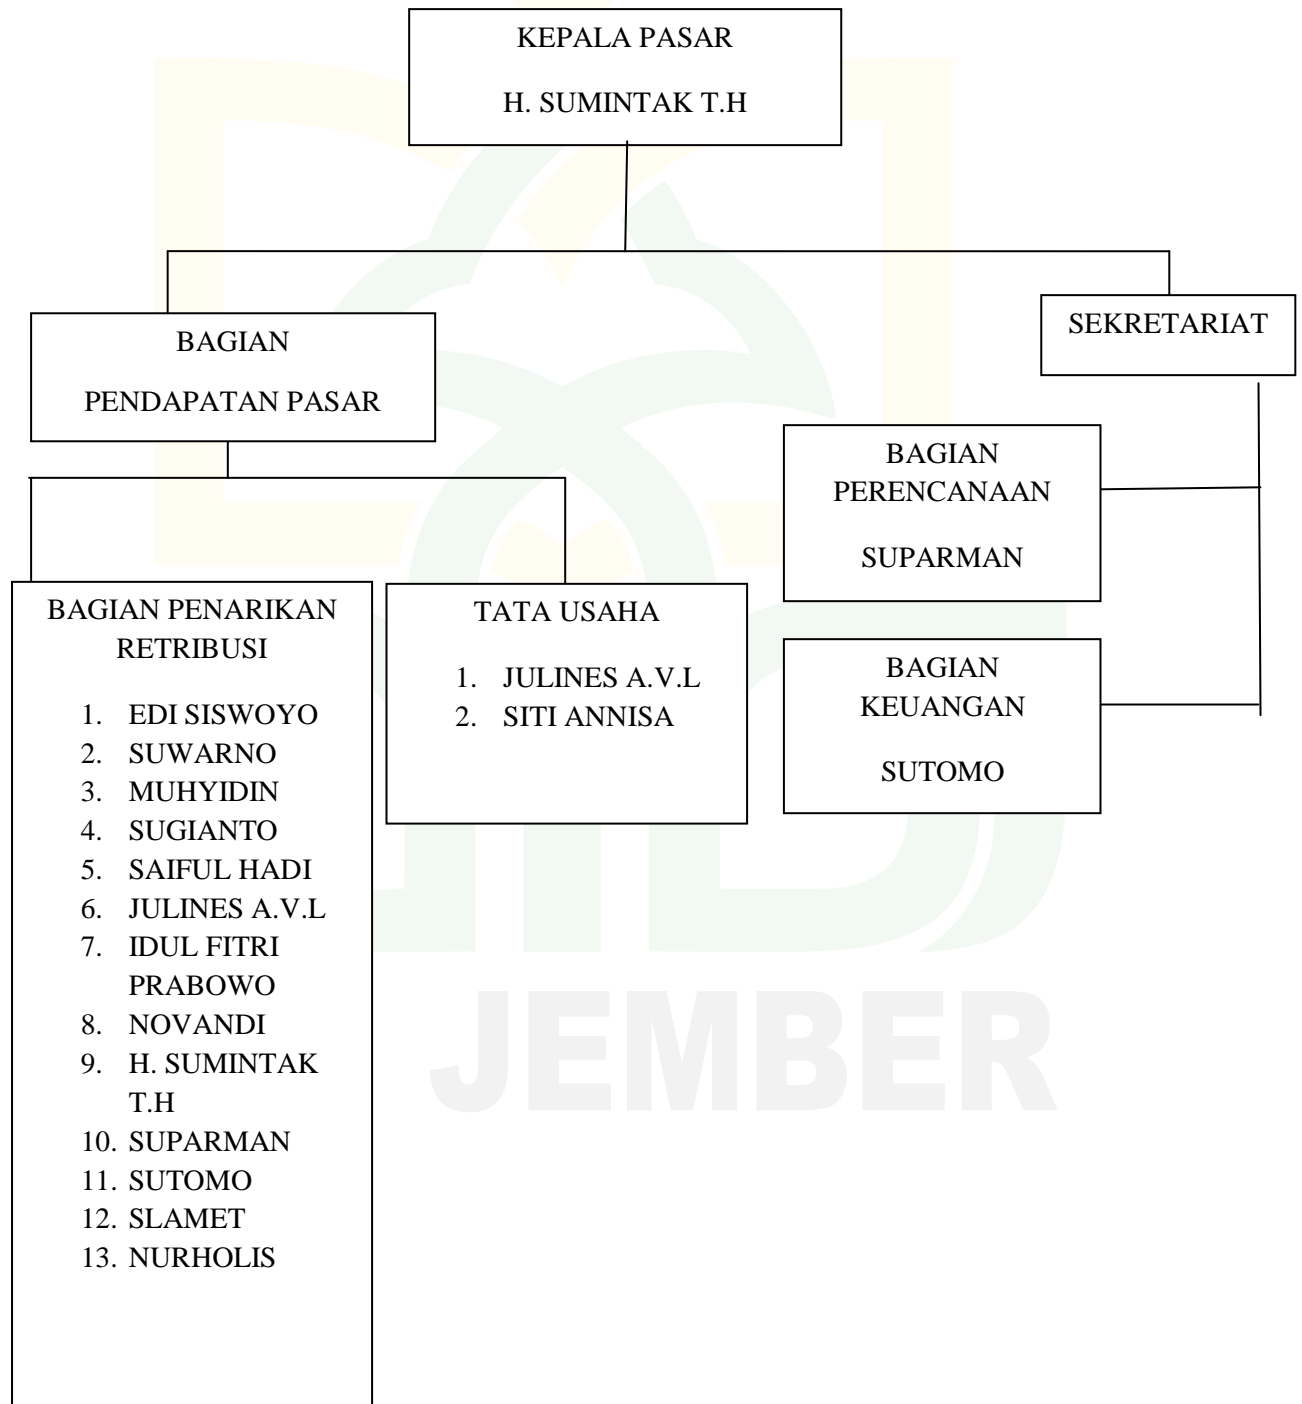 KEPALA PASAR
H. SUMINTAK T.H
BAGIAN
PENDAPATAN PASAR
SEKRETARIAT
BAGIAN
PERENCANAAN
SUPARMAN
BAGIAN PENARIKAN
RETRIBUSI
1. EDI SISWOYO
2. SUWARNO
3. MUHYIDIN
4. SUGIANTO
5. SAIFUL HADI
6. JULINES A.V.L
7. IDUL FITRI
PRABOWO
8. NOVANDI
9. H. SUMINTAK
T.H
10. SUPARMAN
11. SUTOMO
12. SLAMET
13. NURHOLIS
TATA USAHA
1. JULINES A.V.L
2. SITI ANNISA
BAGIAN
KEUANGAN
SUTOMO
JEMBER